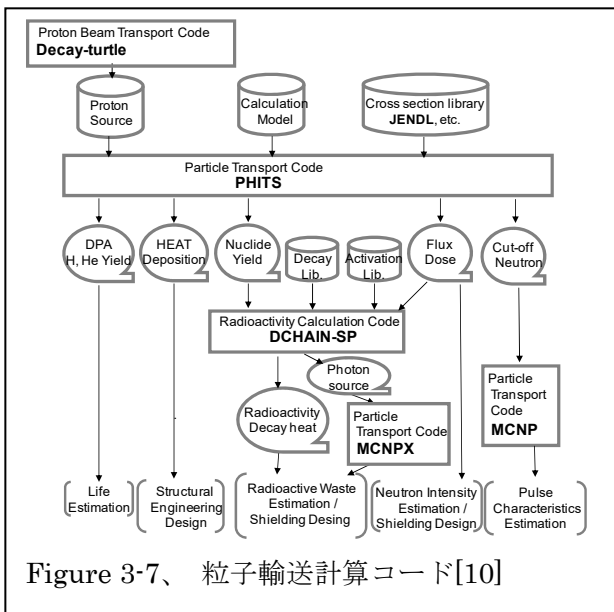 Proton Beam Transport Code
Decay-turtle
Proton
Source
Calculation
Model
Cross section library
JENDL, etc.
Particle Transport Code
PHITS
DPA
H, He Yield
HEAT
Deposition
Nuclide
Yield
Decay
Lib.
Activation
Lib.
Flux
Dose
Cut-off
Neutron
Radioactivity Calculation Code
DCHAIN-SP
Photon
source
Radioactivity
Decay heat
Particle
Transport Code
MCNPX
Particle
Transport
Code
MCNP
Life
Estimation
Structural
Engineering
Design
Radioactive Waste
Estimation /
Shielding Desing
Neutron Intensity
Estimation /
Shielding Design
Pulse
Characteristics
Estimation
Figure 3-7、 粒子輸送計算コード[10]